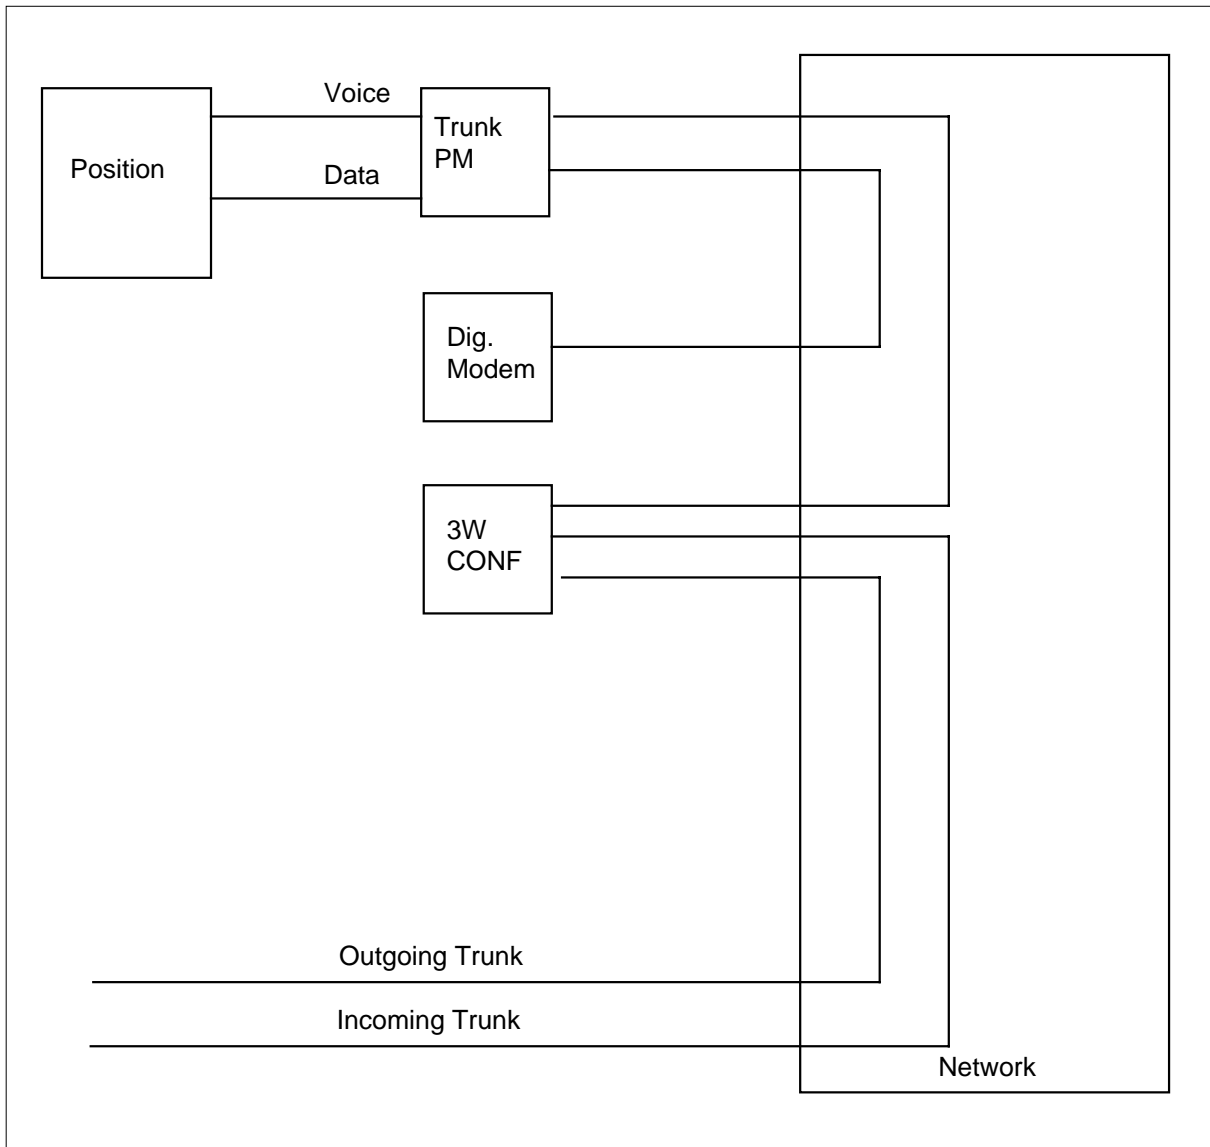 Voice
Trunk
PM
Position
Data
Dig.
Modem
3W
CONF
Outgoing Trunk
Incoming Trunk
Network